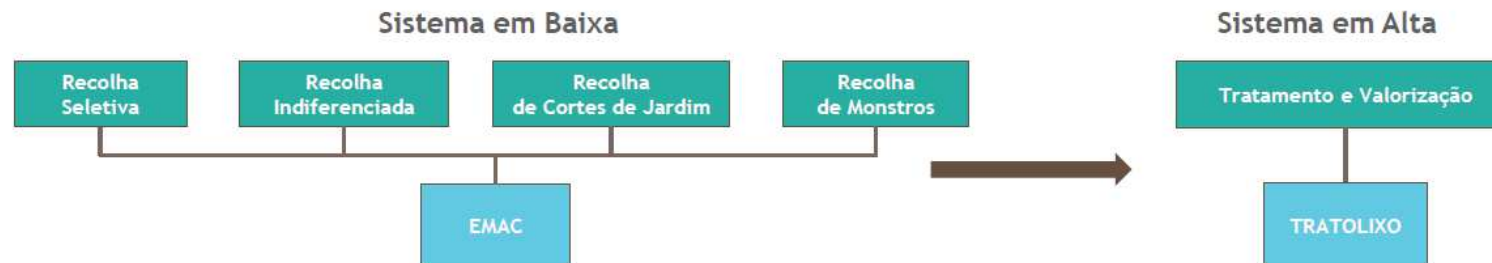 Sistema em Baixa
Sistema em Alta
Recolha
Seletiva
Recolha
Indiferenciada
Recolha
de Cortes de Jardim
Recolha
de Monstros
Tratamento e Valorização
EMAC
TRATOLIXO